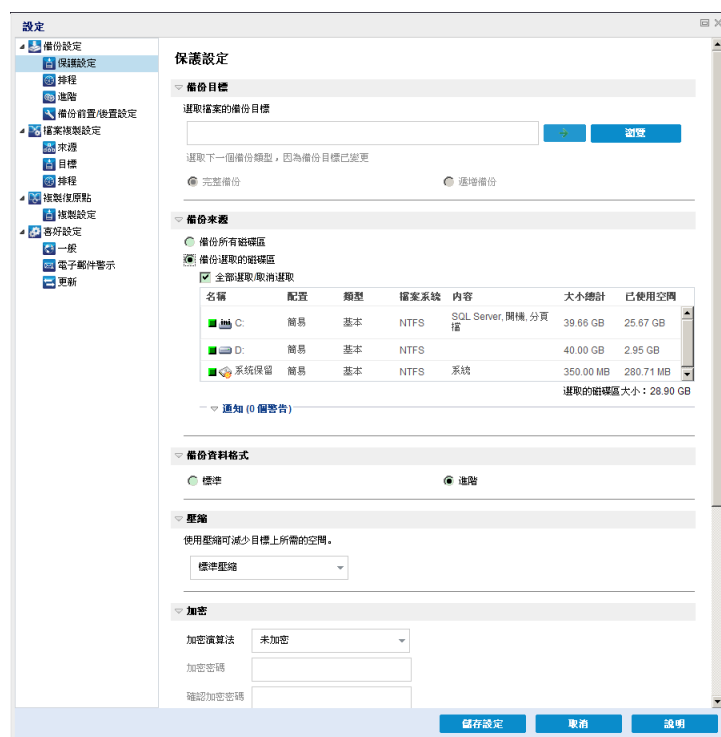 設定
備份設定
保護設定
排程
進階
備份前置/後置設定
檔案複製設定
來源
目標
排程
複製復原點
複製設定
喜好設定
一般
電子郵件警示
更新
保護設定
備份目標
選取檔案的備份目標
瀏覽
選取下一個備份類型，因為備份目標已變更
完整備份
遞增備份
備份來源
備份所有磁碟區
備份選取的磁碟區
全部選取/取消選取
名稱 配置 類型 檔案系統 內容 大小總計 已使用空間
C: 簡易 基本 NTFS SQL Server, 開機, 分頁檔 39.66 GB 25.67 GB
D: 簡易 基本 NTFS 40.00 GB 2.95 GB
系統保留 簡易 基本 NTFS 系統 350.00 MB 280.71 MB
選取的磁碟區大小：28.90 GB
通知 (0 個警告)
備份資料格式
標準
進階
壓縮
使用壓縮可減少目標上所需的空間。
標準壓縮
加密
加密演算法 未加密
加密密碼
確認加密密碼
儲存設定
取消
說明